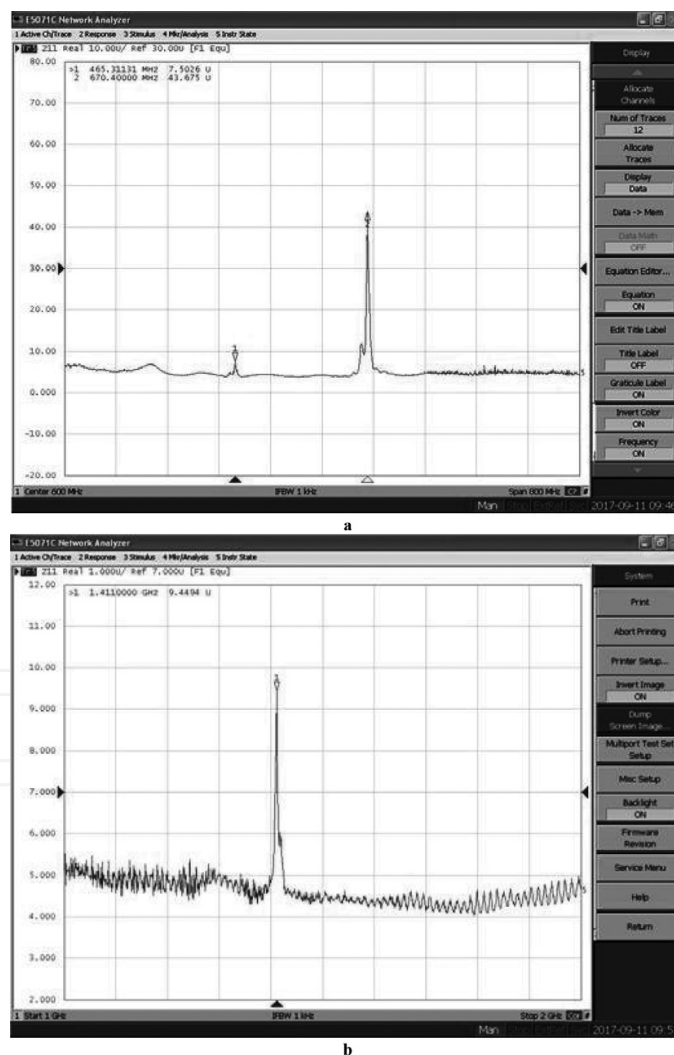 E5071C Network Analyzer
1 Active Ch/Trace 2 Response 3 Stimulus 4 Mkr/Analysis 5 Instr State
Z11 Real 10.00U/ Ref 30.00U [F1 Equ]
>1 465.31131 MHz 7.5026 U
2 670.40000 MHz 43.675 U
80.00
70.00
60.00
50.00
40.00
30.00
20.00
10.00
0.000
-10.00
-20.00
1
1 Center 600 MHz IFBW 1 kHz Span 800 MHz
Man 2017-09-11 09:46
Display
Allocate
Channels
Num of Traces
12
Allocate
Traces
Display
Data
Data -> Mem
Data Math
OFF
Equation Editor...
Equation
ON
Edit Title Label
Title Label
OFF
Graticule Label
ON
Invert Color
ON
Frequency
ON
a
E5071C Network Analyzer
1 Active Ch/Trace 2 Response 3 Stimulus 4 Mkr/Analysis 5 Instr State
Z11 Real 1.000U/ Ref 7.000U [F1 Equ]
>1 1.4110000 GHz 9.4494 U
12.00
11.00
10.00
9.000
8.000
7.000
6.000
5.000
4.000
3.000
2.000
1
1 Start 1 GHz IFBW 1 kHz Stop 2 GHz
Man 2017-09-11 09:5
System
Print
Abort Printing
Printer Setup...
Invert Image
ON
Dump
Screen Image...
Multiport Test Set
Setup
Misc Setup
Backlight
ON
Firmware
Revision
Service Menu
Help
Return
b